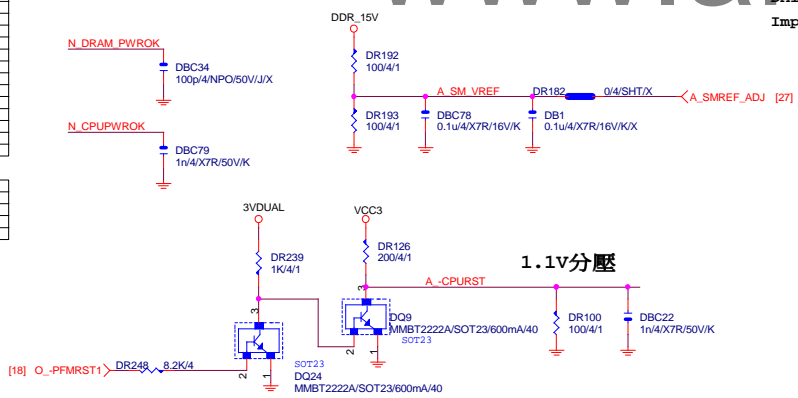 Imp
DDR_15V
N_DRAM_PWROK
DBC34
100p/4/NPO/50V/J/X
DR192
100/4/1
A_SM_VREF
DR182
0/4/SHT/X
A_SMREF_ADJ [27]
DR193
100/4/1
DBC78
0.1u/4/X7R/16V/K
DB1
0.1u/4/X7R/16V/K/X
N_CPUPWROK
DBC79
1n/4/X7R/50V/K
3VDUAL
VCC3
DR239
1K/4/1
DR126
200/4/1
1.1V分壓
A_-CPURST
3
3
DQ9
MMBT2222A/SOT23/600mA/40
SOT23
DR100
100/4/1
DBC22
1n/4/X7R/50V/K
2
1
[18] O_-PFMRST1
DR248
8.2K/4
2
1
SOT23
DQ24
MMBT2222A/SOT23/600mA/40